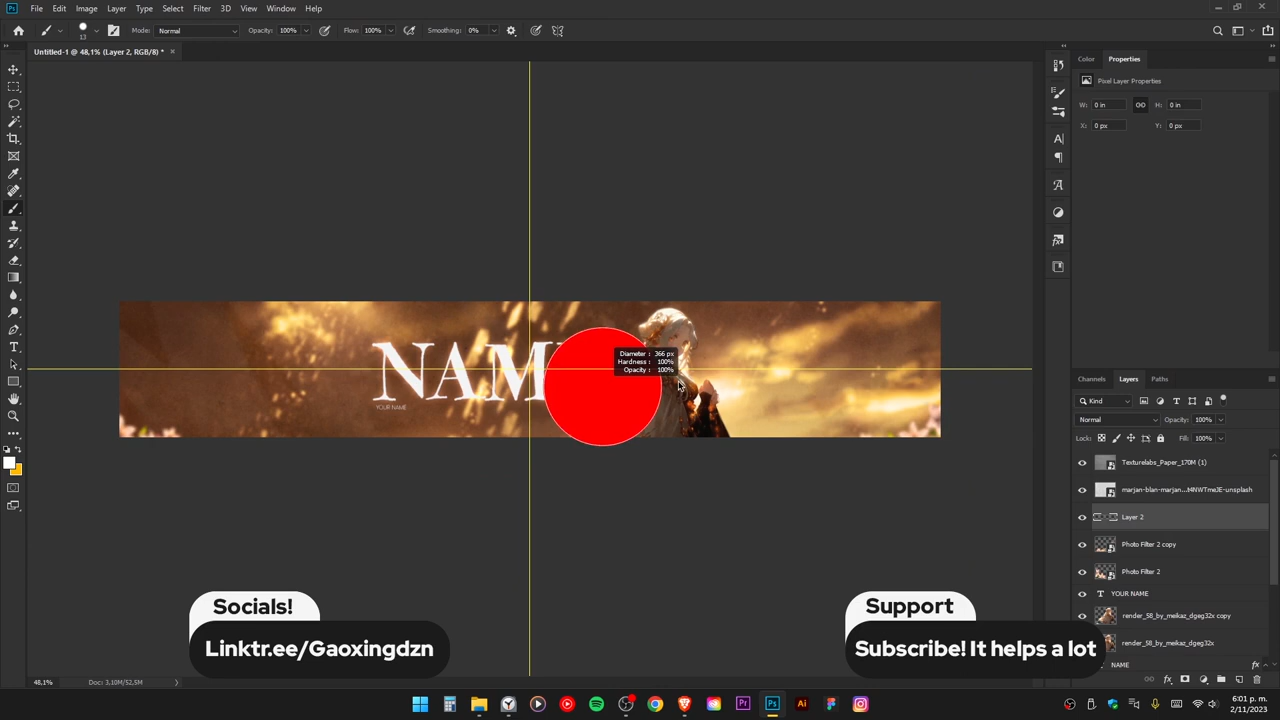 File Edit Image Layer Type Select Filter 3D View Window Help
13 Mode: Normal Opacity: 100% Flow: 100% Smoothing: 0%
Untitled-1 @ 48,1% (Layer 2, RGB/8) *
Color Properties
Pixel Layer Properties
W: 0 in H: 0 in
X: 0 px Y: 0 px
NAM
YOUR NAME
Diameter : 366 px
Hardness : 100%
Opacity : 100%
Channels Layers Paths
Kind
Normal Opacity: 100%
Lock: Fill: 100%
Texturelabs_Paper_170M (1)
marjan-blan-marjan...t4NWTmeJE-unsplash
Layer 2
Photo Filter 2 copy
Photo Filter 2
YOUR NAME
render_58_by_meikaz_dgeg32x copy
render_58_by_meikaz_dgeg32x
NAME fx
Socials!
Linktr.ee/Gaoxingdzn
Support
Subscribe! It helps a lot
48,1% Doc: 3,10M/52,5M
6:01 p. m.
2/11/2023